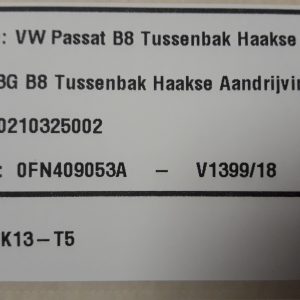 : VW Passat B8 Tussenbak Haakse
3G B8 Tussenbak Haakse Aandrijvin
0210325002
: 0FN409053A – V1399/18
K13–T5